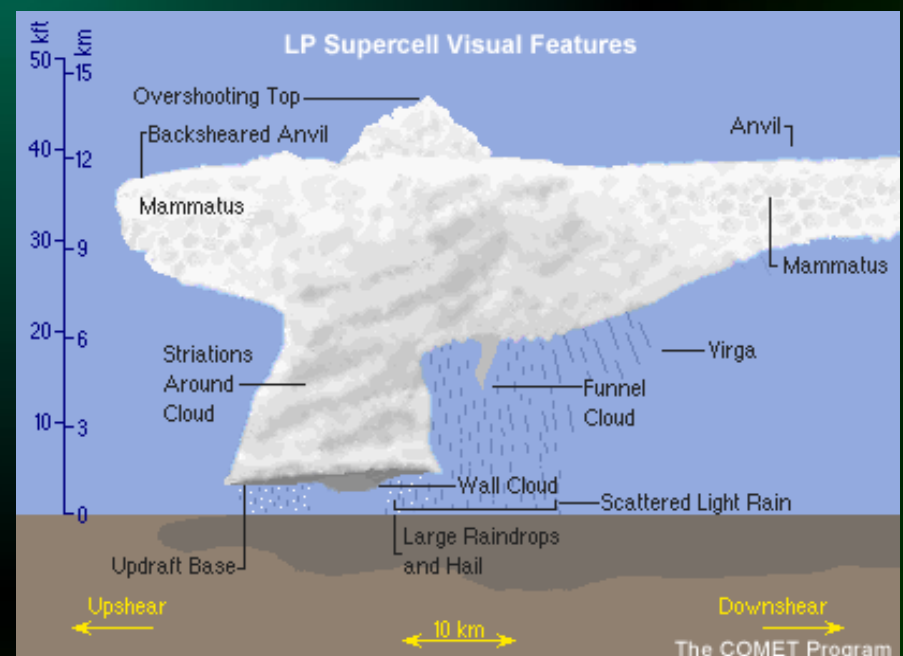 LP Supercell Visual Features
kft
km
50
15
40
12
30
9
20
6
10
3
0
Overshooting Top
Backsheared Anvil
Anvil
Mammatus
Mammatus
Striations
Around
Cloud
Virga
Funnel
Cloud
Wall Cloud
Scattered Light Rain
Large Raindrops
and Hail
Updraft Base
Upshear
10 km
Downshear
The COMET Program